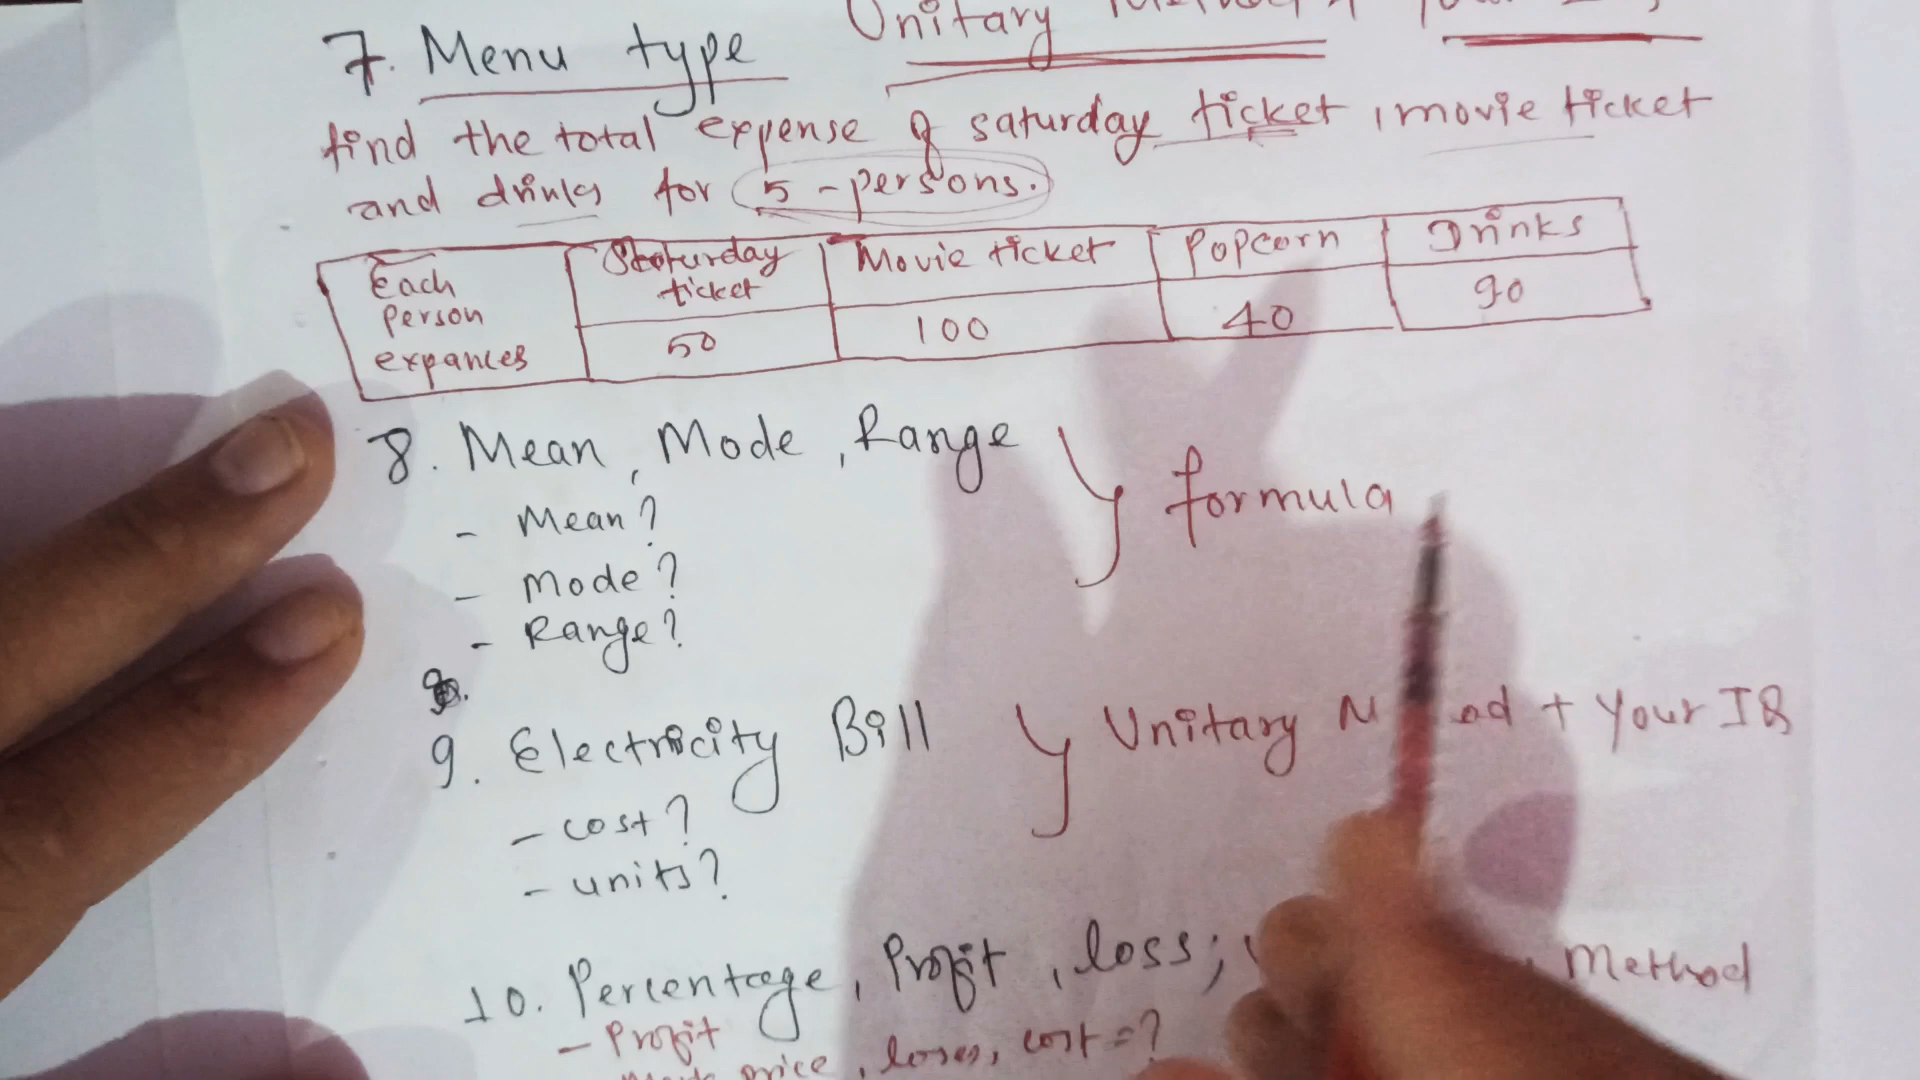 7. Menu type Unitary
find the total expense of saturday ticket, movie ticket
and drinks for 5-persons.
Each person expances
Saturday ticket
Movie ticket
Popcorn
Drinks
50
100
40
90
8. Mean, Mode, Range } formula
- Mean?
- Mode?
- Range?
9. Electricity Bill } Unitary + Your IQ
- cost?
- units?
10. Percentage, Profit, loss; Method
- Profit
price, loses, cost=?